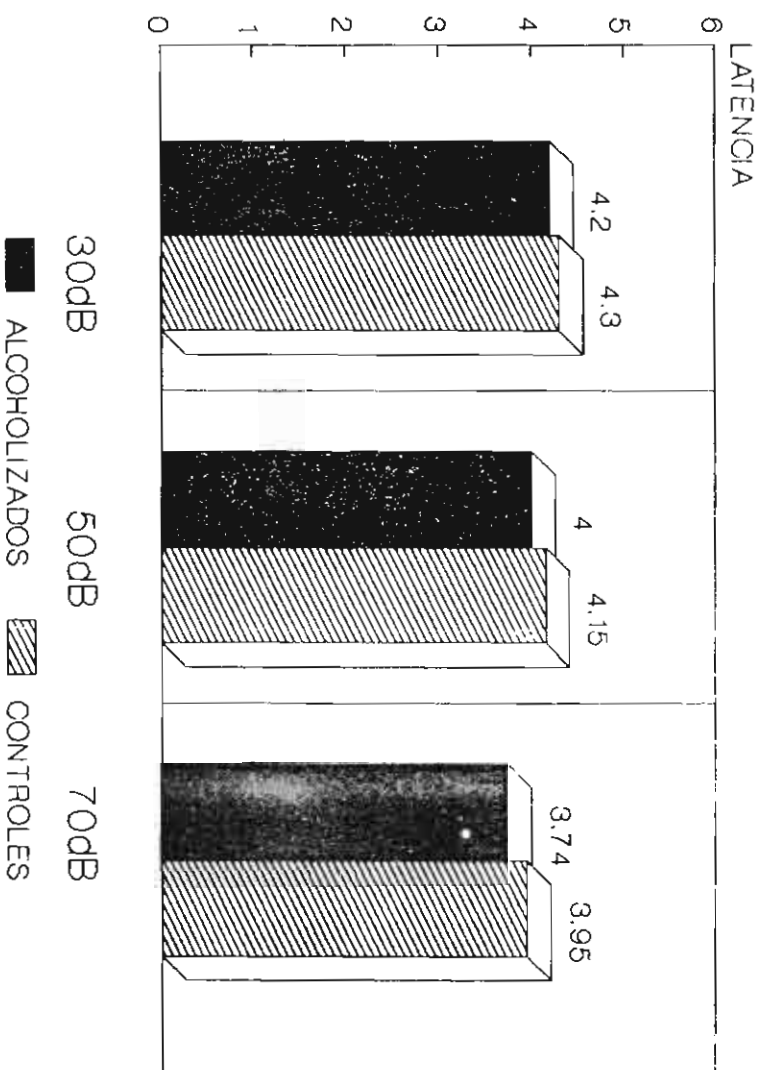 LATENCIA
6
5
4
3
2
1
0
4.2
4.3
4
4.15
3.74
3.95
30dB
50dB
70dB
ALCOHOLIZADOS
CONTROLES